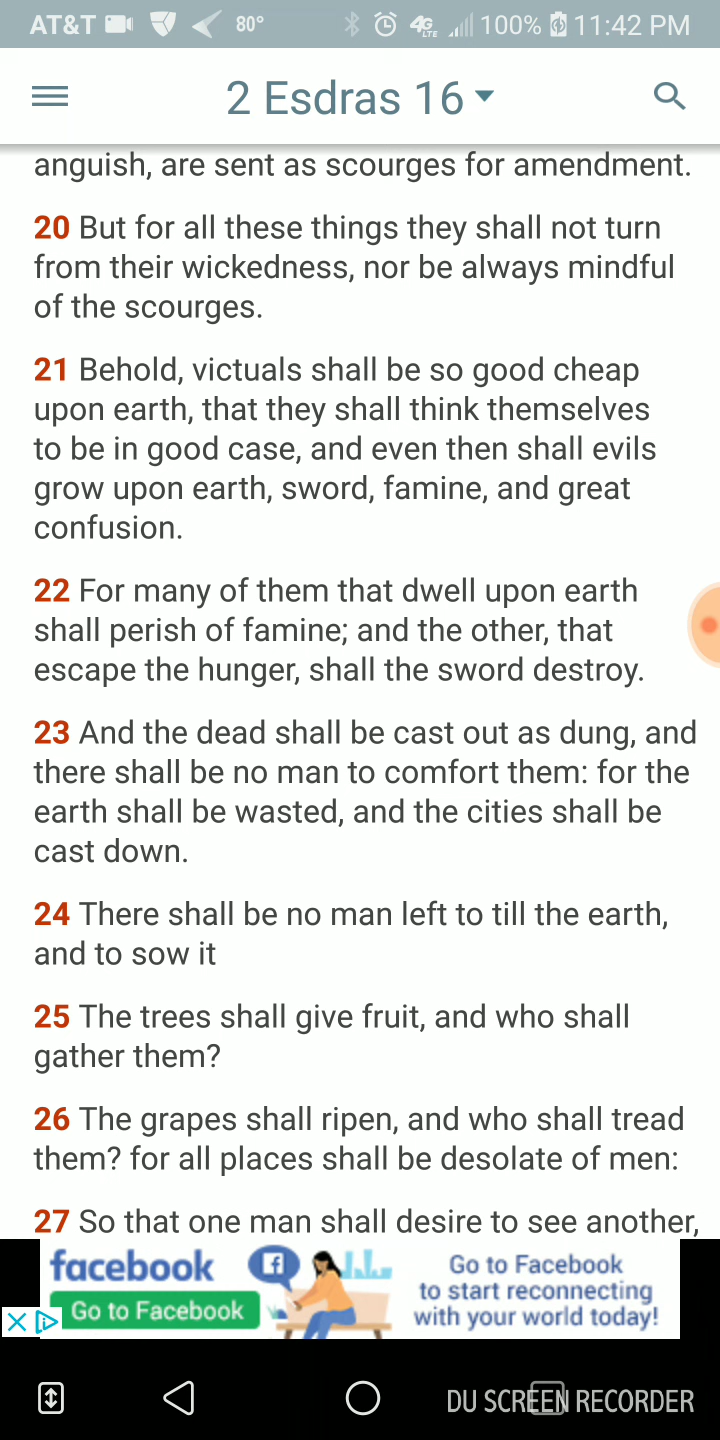 AT&T 80° 4G LTE 100% 11:42 PM
2 Esdras 16
anguish, are sent as scourges for amendment.
20 But for all these things they shall not turn
from their wickedness, nor be always mindful
of the scourges.
21 Behold, victuals shall be so good cheap
upon earth, that they shall think themselves
to be in good case, and even then shall evils
grow upon earth, sword, famine, and great
confusion.
22 For many of them that dwell upon earth
shall perish of famine; and the other, that
escape the hunger, shall the sword destroy.
23 And the dead shall be cast out as dung, and
there shall be no man to comfort them: for the
earth shall be wasted, and the cities shall be
cast down.
24 There shall be no man left to till the earth,
and to sow it
25 The trees shall give fruit, and who shall
gather them?
26 The grapes shall ripen, and who shall tread
them? for all places shall be desolate of men:
27 So that one man shall desire to see another,
facebook
Go to Facebook
Go to Facebook
to start reconnecting
with your world today!
DU SCREEN RECORDER